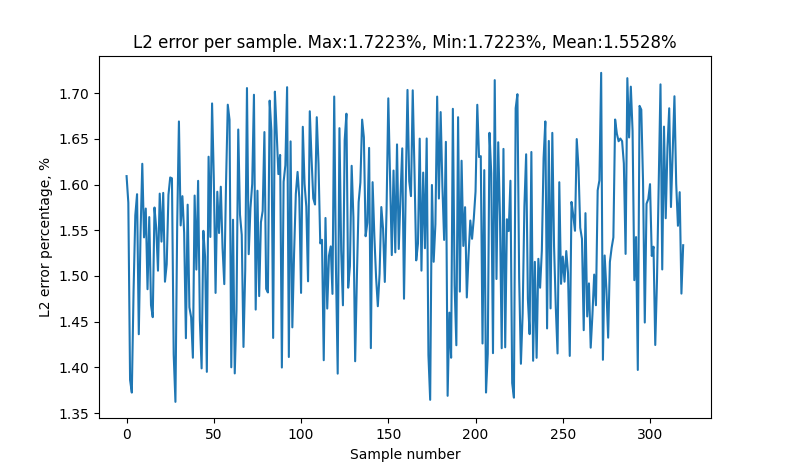 L2 error per sample. Max:1.7223%, Min:1.7223%, Mean:1.5528%
L2 error percentage, %
1.70
1.65
1.60
1.55
1.50
1.45
1.40
1.35
0 50 100 150 200 250 300
Sample number